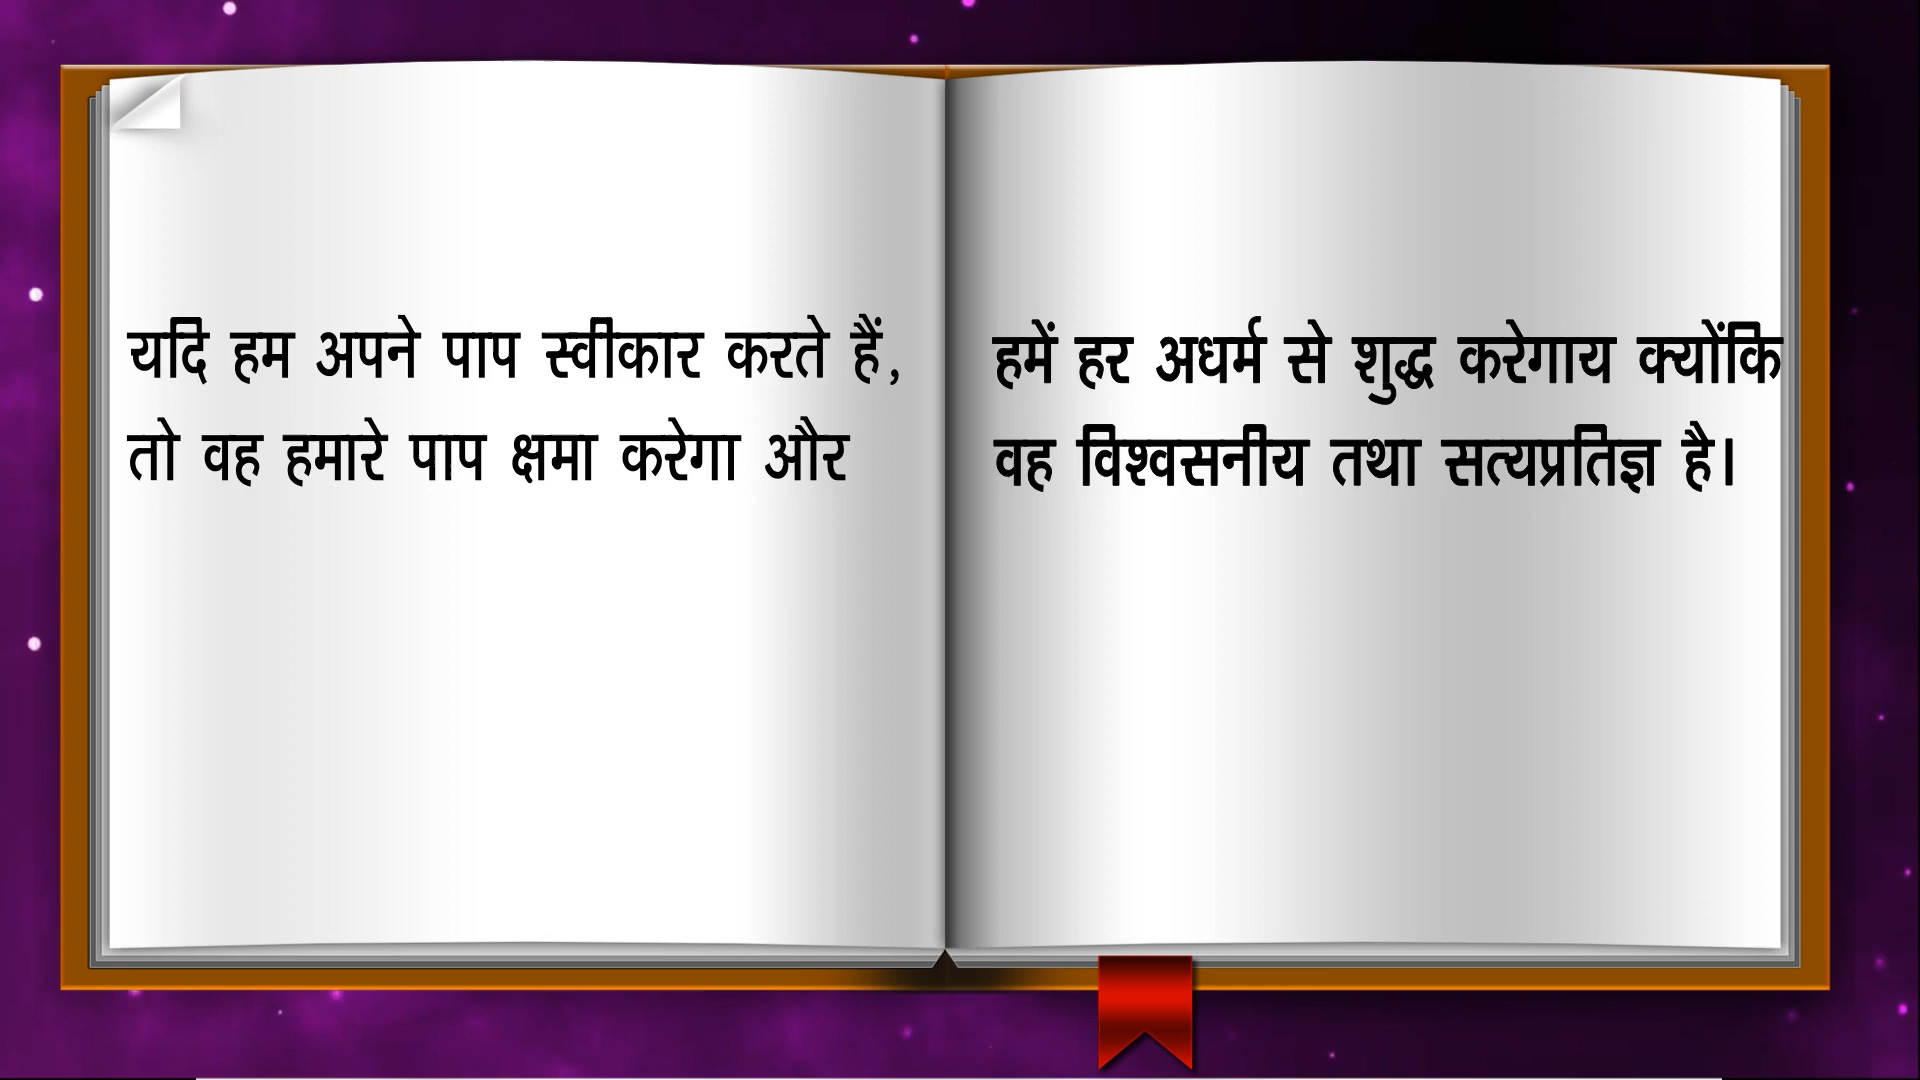 यदि हम अपने पाप स्वीकार करते हैं,
तो वह हमारे पाप क्षमा करेगा और
हमें हर अधर्म से शुद्ध करेगाय क्योंकि
वह विश्वसनीय तथा सत्यप्रतिज्ञ है।